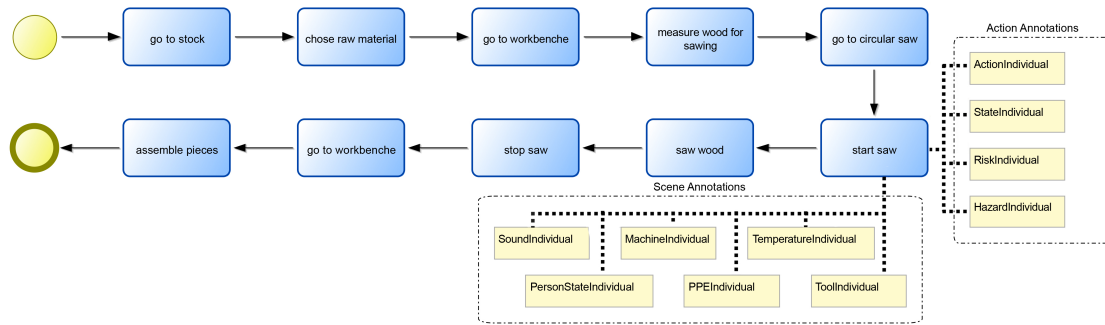 go to stock
chose raw material
go to workbenche
measure wood for
sawing
go to circular saw
Action Annotations
ActionIndividual
StateIndividual
RiskIndividual
HazardIndividual
assemble pieces
go to workbenche
stop saw
saw wood
start saw
Scene Annotations
SoundIndividual
MachineIndividual
TemperatureIndividual
PersonStateIndividual
PPEIndividual
ToolIndividual